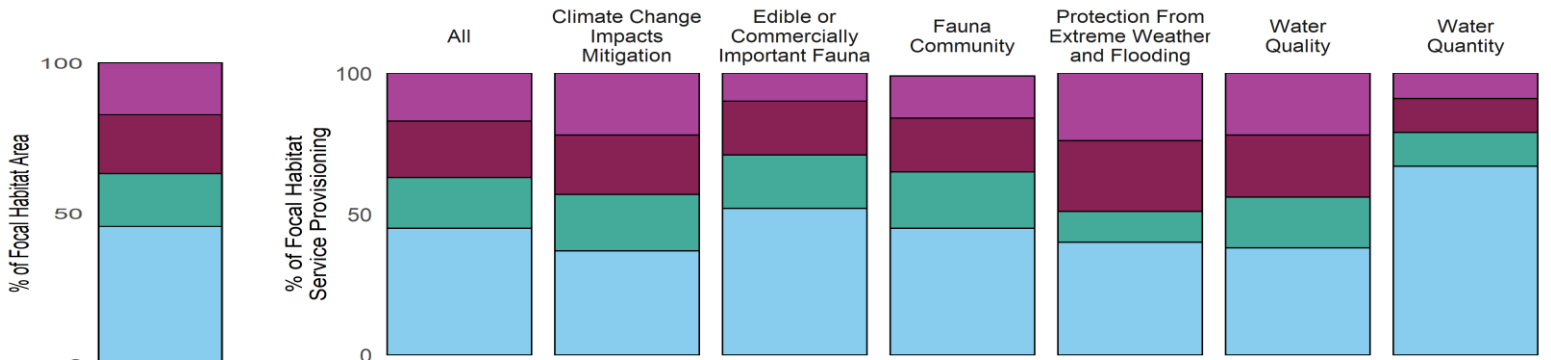 % of Focal Habitat Area
100
50
% of Focal Habitat
Service Provisioning
100
50
0
All
Climate Change
Impacts
Mitigation
Edible or
Commercially
Important Fauna
Fauna
Community
Protection From
Extreme Weather
and Flooding
Water
Quality
Water
Quantity